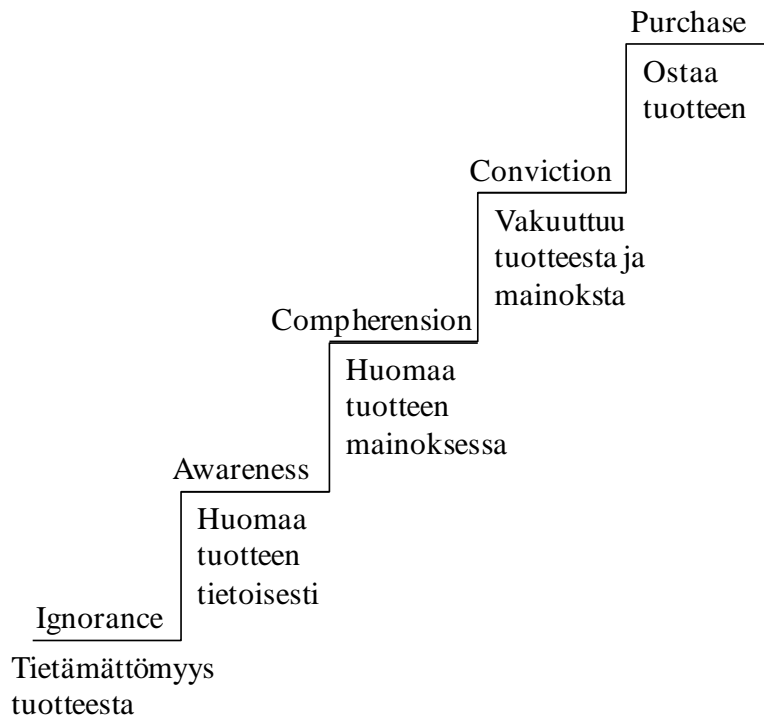 Purchase
Ostaa
tuotteen
Conviction
Vakuuttuu
tuotteesta ja
mainoksta
Compherension
Huomaa
tuotteen
mainoksessa
Awareness
Huomaa
tuotteen
tietoisesti
Ignorance
Tietämättömyys
tuotteesta